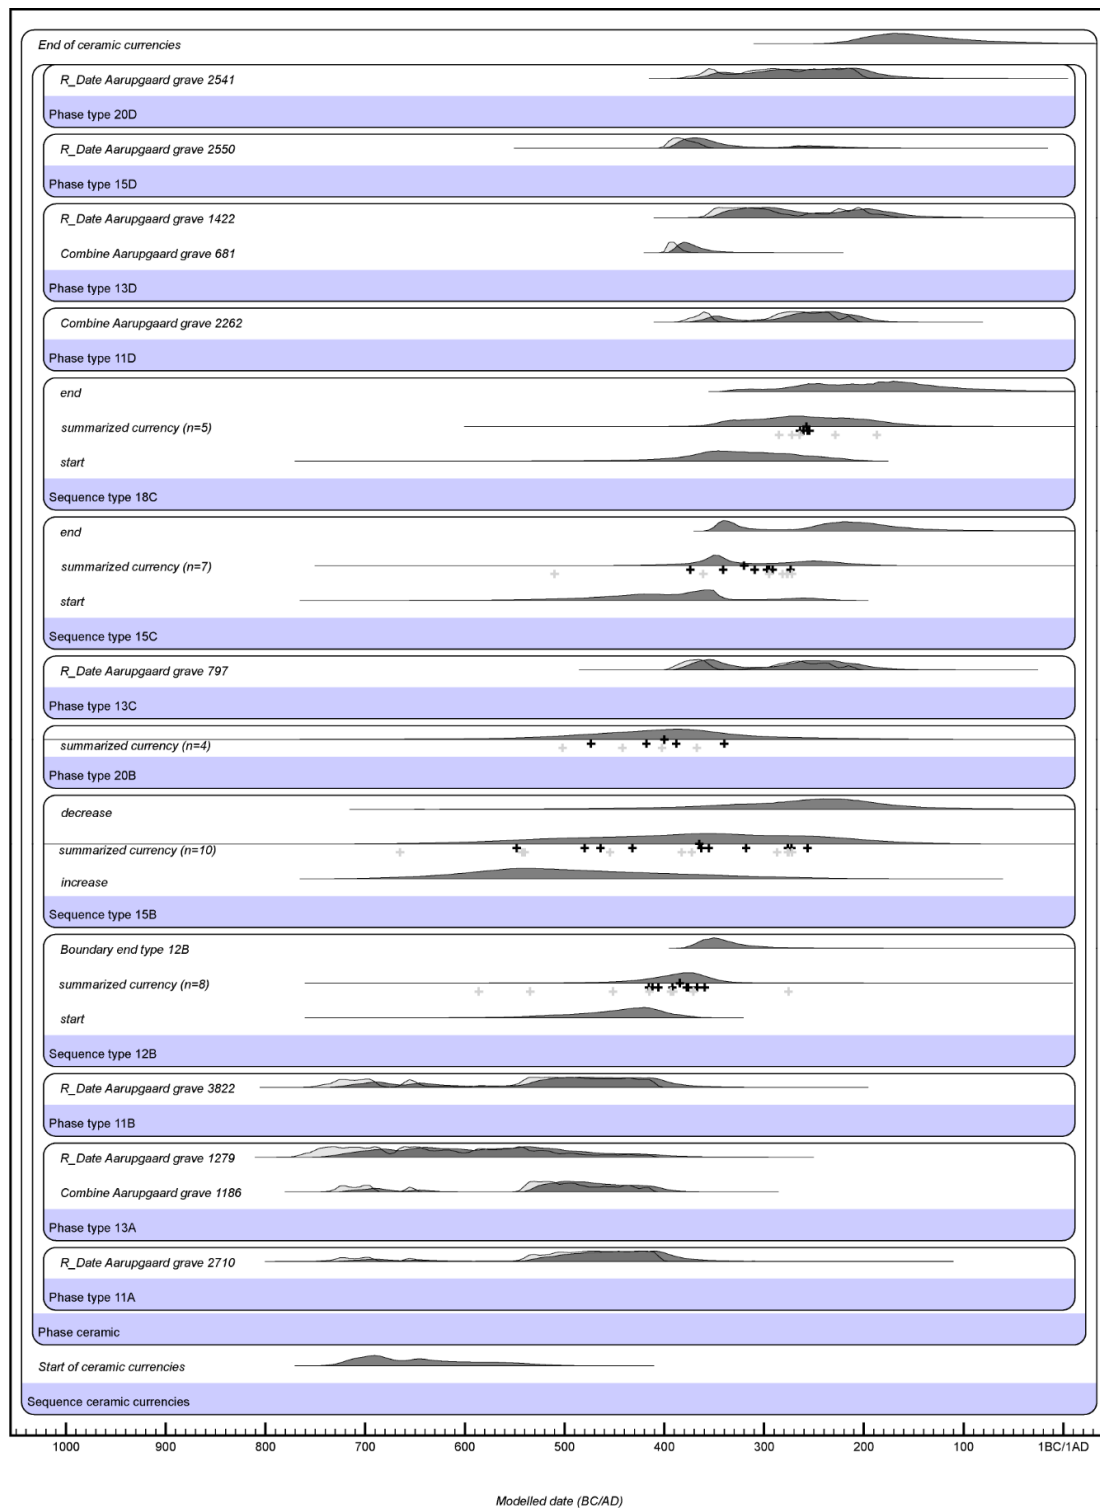 End of ceramic currencies
R_Date Aarupgaard grave 2541
Phase type 20D
R_Date Aarupgaard grave 2550
Phase type 15D
R_Date Aarupgaard grave 1422
Combine Aarupgaard grave 681
Phase type 13D
Combine Aarupgaard grave 2262
Phase type 11D
end
summarized currency (n=5)
start
Sequence type 18C
end
summarized currency (n=7)
start
Sequence type 15C
R_Date Aarupgaard grave 797
Phase type 13C
summarized currency (n=4)
Phase type 20B
decrease
summarized currency (n=10)
increase
Sequence type 15B
Boundary end type 12B
summarized currency (n=8)
start
Sequence type 12B
R_Date Aarupgaard grave 3822
Phase type 11B
R_Date Aarupgaard grave 1279
Combine Aarupgaard grave 1186
Phase type 13A
R_Date Aarupgaard grave 2710
Phase type 11A
Phase ceramic
Start of ceramic currencies
Sequence ceramic currencies
1000 900 800 700 600 500 400 300 200 100 1BC/1AD
Modelled date (BC/AD)